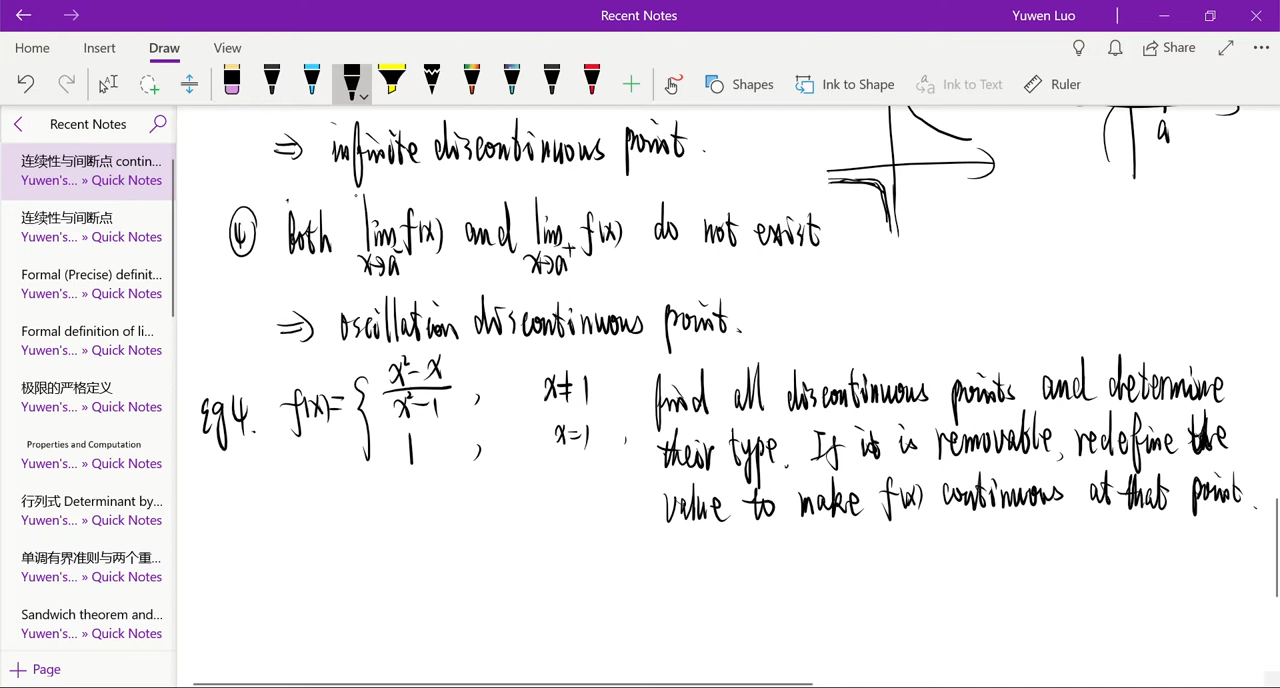 Recent Notes
Yuwen Luo
Home Insert Draw View
Share
Shapes
Ink to Shape
Ink to Text
Ruler
Recent Notes
连续性与间断点 contin...
Yuwen's... » Quick Notes
连续性与间断点
Yuwen's... » Quick Notes
Formal (Precise) definit...
Yuwen's... » Quick Notes
Formal definition of li...
Yuwen's... » Quick Notes
极限的严格定义
Yuwen's... » Quick Notes
Properties and Computation
Yuwen's... » Quick Notes
行列式 Determinant by...
Yuwen's... » Quick Notes
单调有界准则与两个重...
Yuwen's... » Quick Notes
Sandwich theorem and...
Yuwen's... » Quick Notes
Page
⇒ infinite discontinuous point.
a
④ both lim x→a⁻ f(x) and lim x→a⁺ f(x) do not exist
⇒ oscillation discontinuous point.
eg4. f(x) = { (x²-x)/(x²-1), x≠1
1, x=1,
find all discontinuous points and determine
their type. If it is removable, redefine the
value to make f(x) continuous at that point.